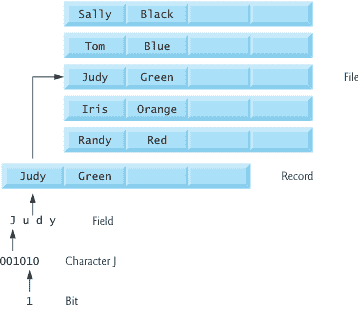 Sally Black
Tom Blue
Judy Green File
Iris Orange
Randy Red
Judy Green Record
J u d y Field
001010 Character J
1 Bit